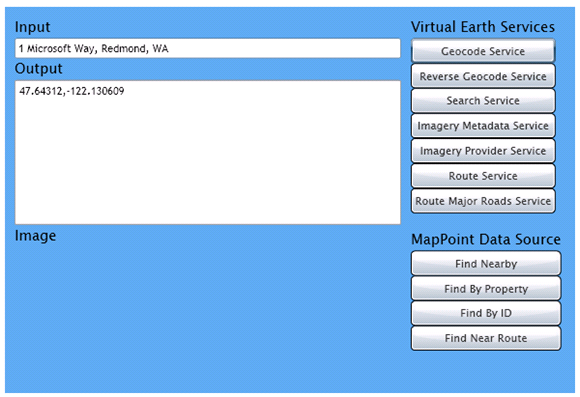 Input
1 Microsoft Way, Redmond, WA
Output
47.64312,-122.130609
Image
Virtual Earth Services
Geocode Service
Reverse Geocode Service
Search Service
Imagery Metadata Service
Imagery Provider Service
Route Service
Route Major Roads Service
MapPoint Data Source
Find Nearby
Find By Property
Find By ID
Find Near Route